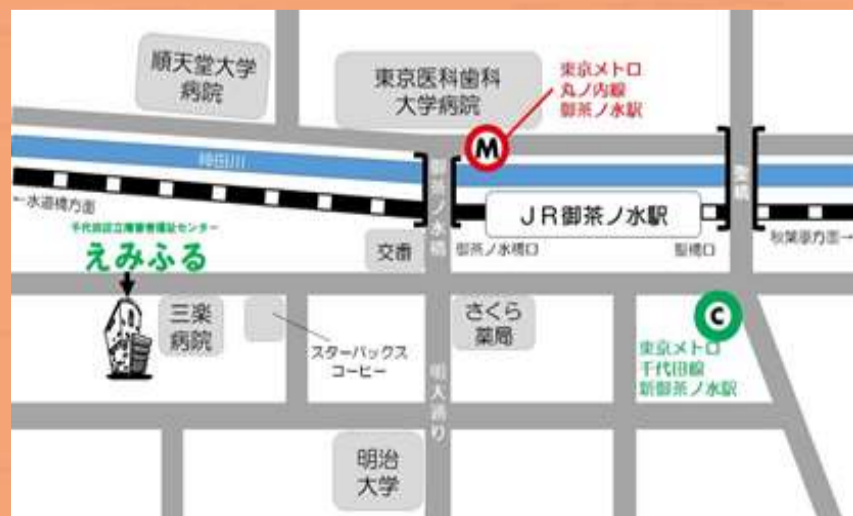 順天堂大学
病院
東京医科歯科
大学病院
東京メトロ
丸ノ内線
御茶ノ水駅
M
神田川
御茶ノ水橋
聖橋
←水道橋方面
JR御茶ノ水駅
秋葉原方面→
千代田区立障害者福祉センター
えみふる
交番
御茶ノ水橋口
聖橋口
三楽
病院
スターバックス
コーヒー
さくら
薬局
C
東京メトロ
千代田線
新御茶ノ水駅
明大通り
明治
大学